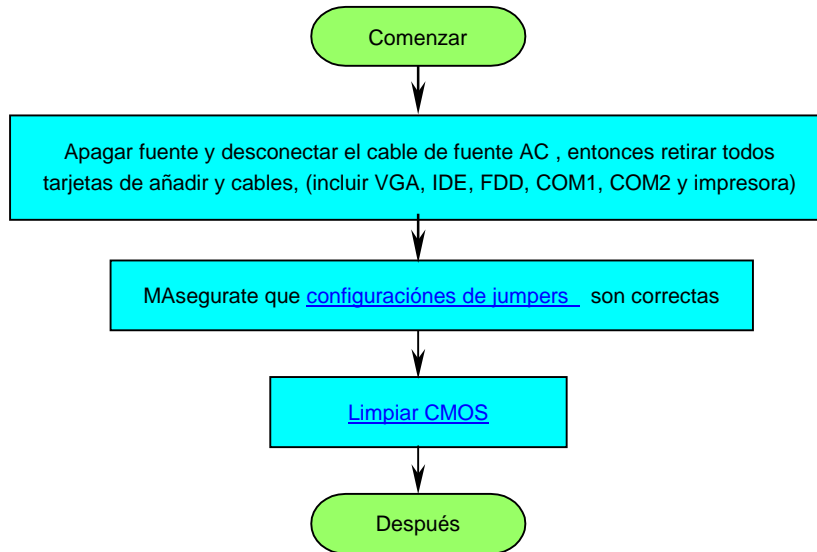 Comenzar
Apagar fuente y desconectar el cable de fuente AC , entonces retirar todos
tarjetas de añadir y cables, (incluir VGA, IDE, FDD, COM1, COM2 y impresora)
MAsegurate que configuraciónes de jumpers  son correctas
Limpiar CMOS
Después